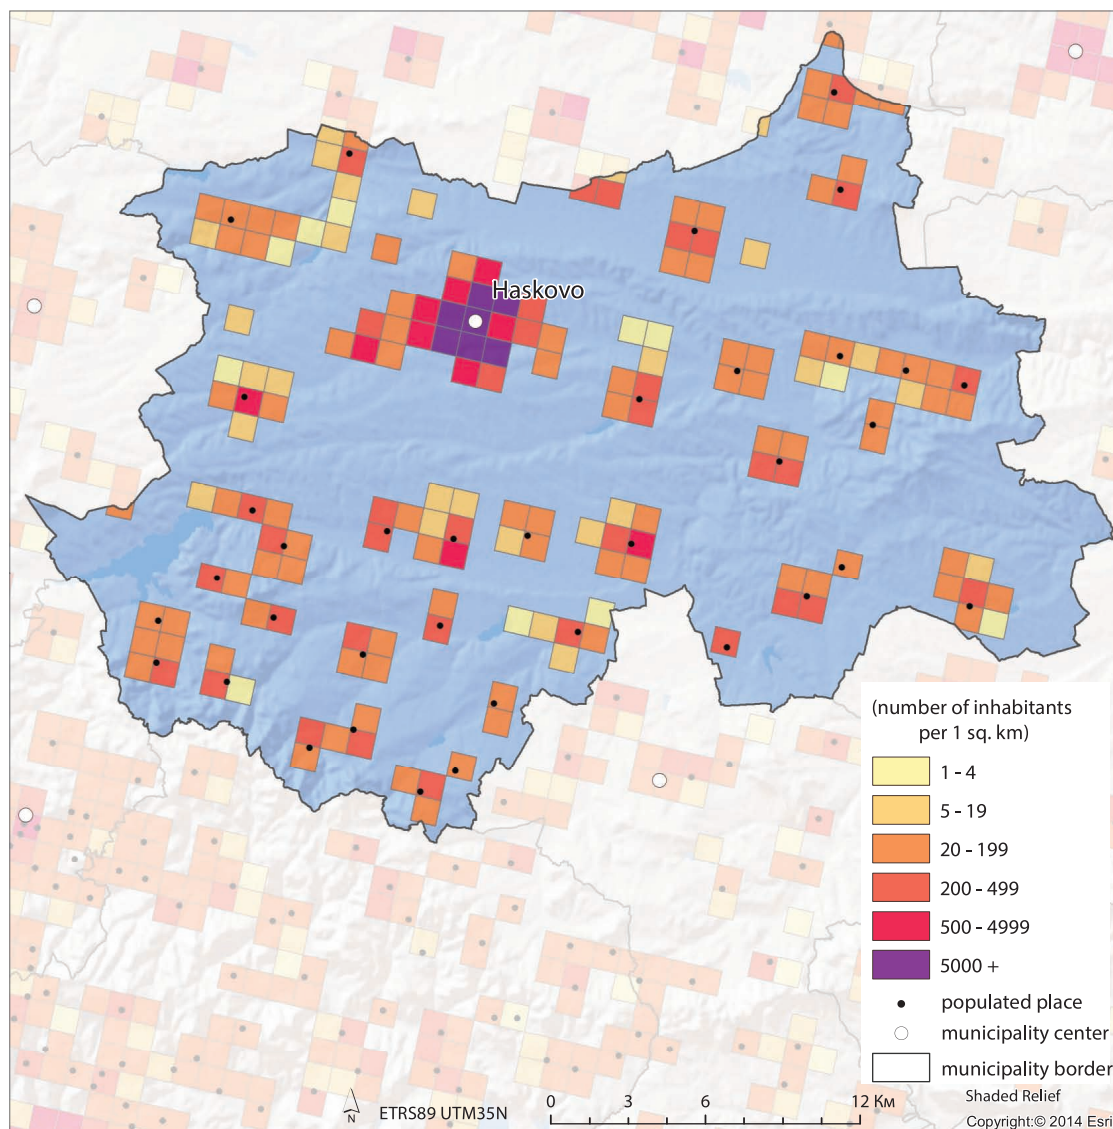 Haskovo
(number of inhabitants
per 1 sq. km)
1 - 4
5 - 19
20 - 199
200 - 499
500 - 4999
5000 +
populated place
municipality center
municipality border
Shaded Relief
Copyright:© 2014 Esri
N
ETRS89 UTM35N
0 3 6 12 Км